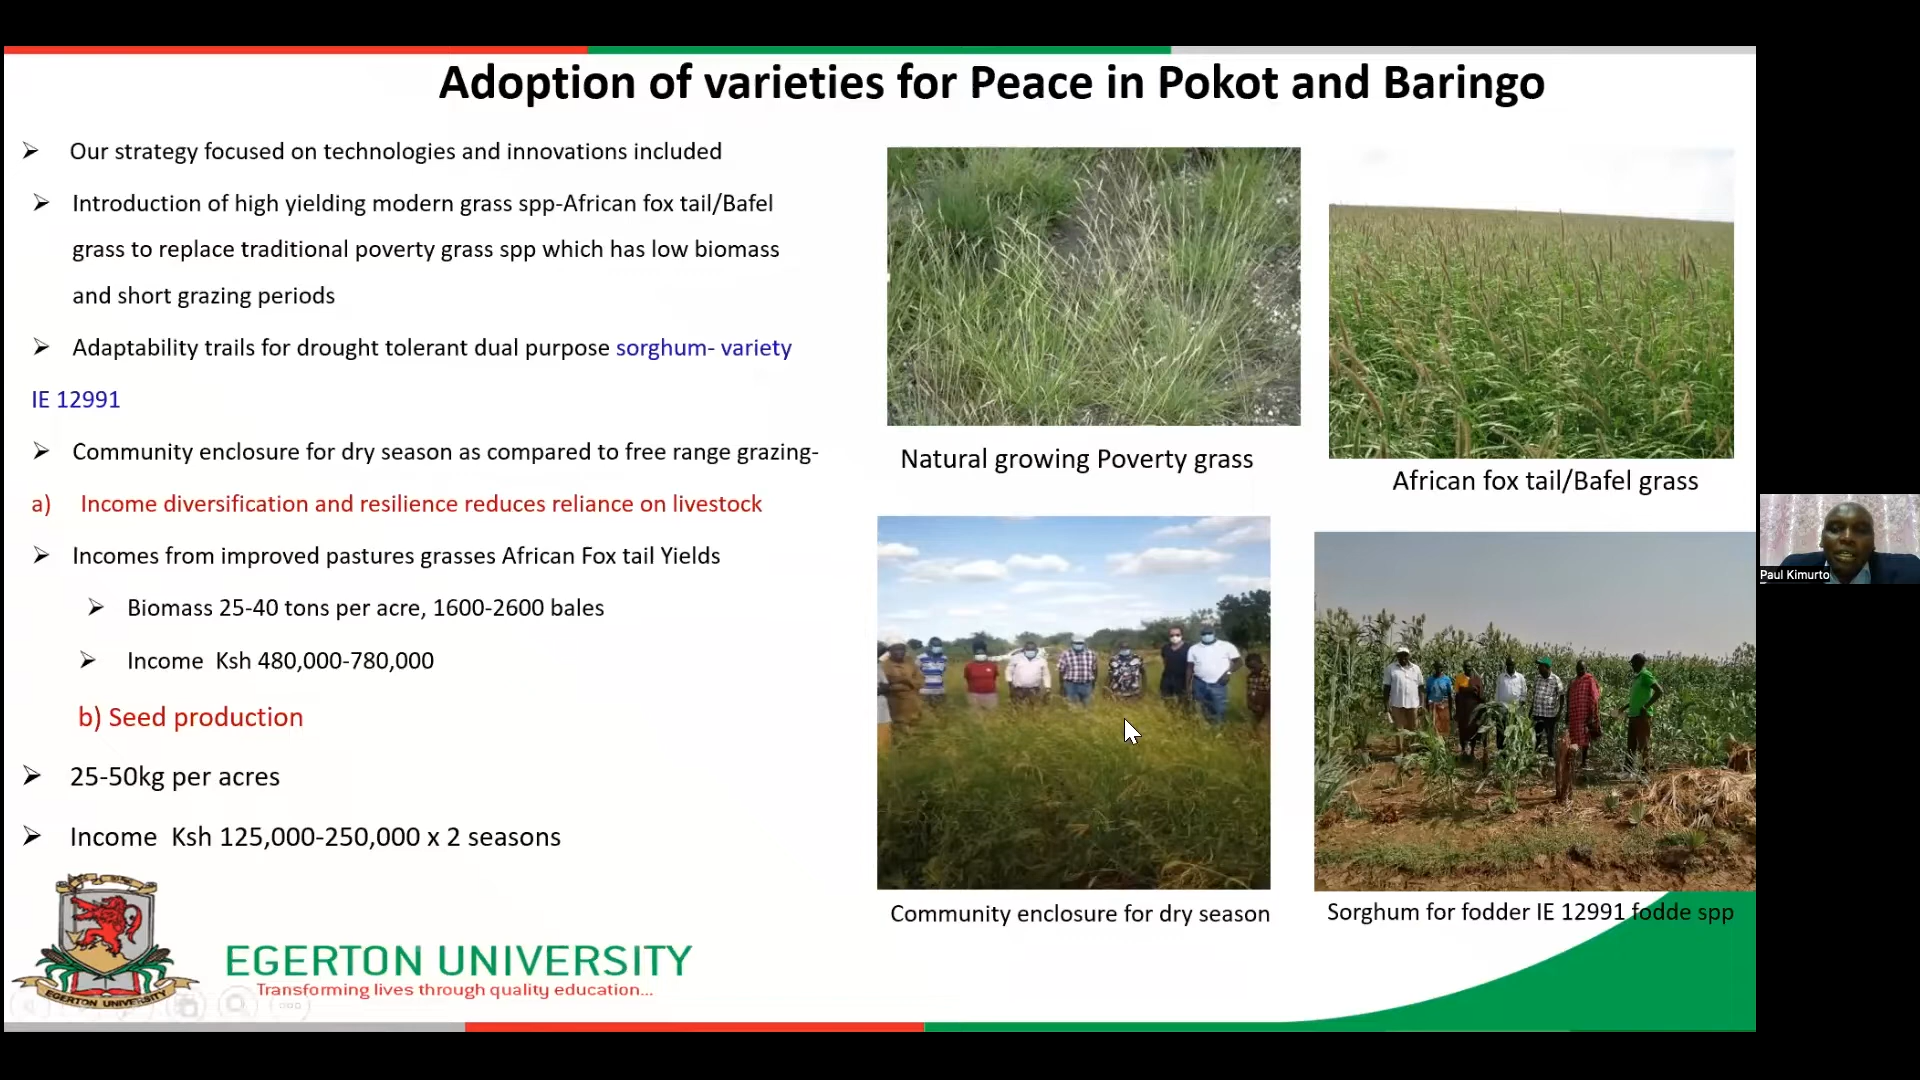 Adoption of varieties for Peace in Pokot and Baringo
Our strategy focused on technologies and innovations included
Introduction of high yielding modern grass spp-African fox tail/Bafel
grass to replace traditional poverty grass spp which has low biomass
and short grazing periods
Adaptability trails for drought tolerant dual purpose sorghum- variety
IE 12991
Community enclosure for dry season as compared to free range grazing-
a) Income diversification and resilience reduces reliance on livestock
Incomes from improved pastures grasses African Fox tail Yields
Biomass 25-40 tons per acre, 1600-2600 bales
Income Ksh 480,000-780,000
b) Seed production
25-50kg per acres
Income Ksh 125,000-250,000 x 2 seasons
Natural growing Poverty grass
African fox tail/Bafel grass
Community enclosure for dry season
Sorghum for fodder IE 12991 fodde spp
EGERTON UNIVERSITY
EGERTON UNIVERSITY
Transforming lives through quality education...
Paul Kimurto